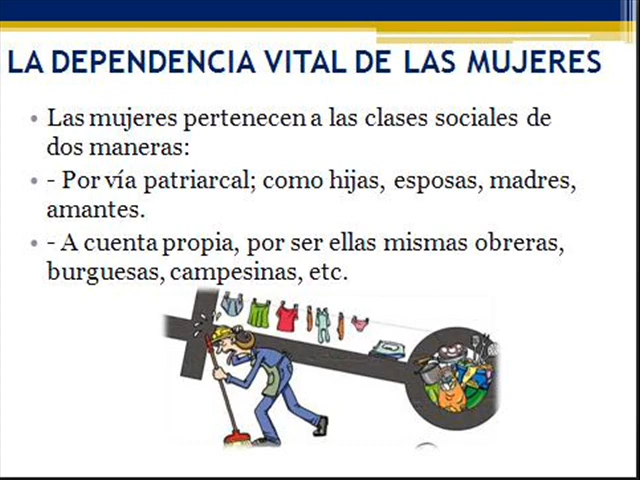 LA DEPENDENCIA VITAL DE LAS MUJERES
• Las mujeres pertenecen a las clases sociales de
dos maneras:
• - Por vía patriarcal; como hijas, esposas, madres,
amantes.
• - A cuenta propia, por ser ellas mismas obreras,
burguesas, campesinas, etc.